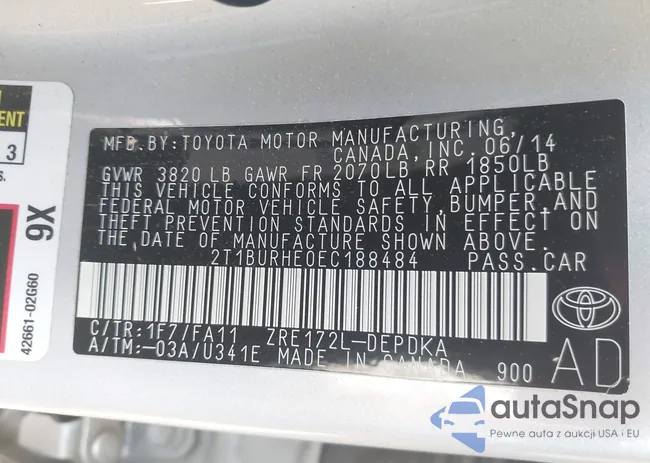 ENT
3
s.
9X
42661-02G60
MFD.BY:TOYOTA MOTOR MANUFACTURING,
CANADA,INC. 06/14
GVWR 3820 LB GAWR FR 2070LB RR 1850LB
THIS VEHICLE CONFORMS TO ALL APPLICABLE
FEDERAL MOTOR VEHICLE SAFETY,BUMPER,AND
THEFT PREVENTION STANDARDS IN EFFECT ON
THE DATE OF MANUFACTURE SHOWN ABOVE.
2T1BURHE0EC188484 PASS.CAR
C/TR:1F7/FA11 ZRE172L-DEPDKA
A/TM:-03A/U341E MADE IN CANADA
900
AD
autaSnap
Pewne auta z aukcji USA i EU